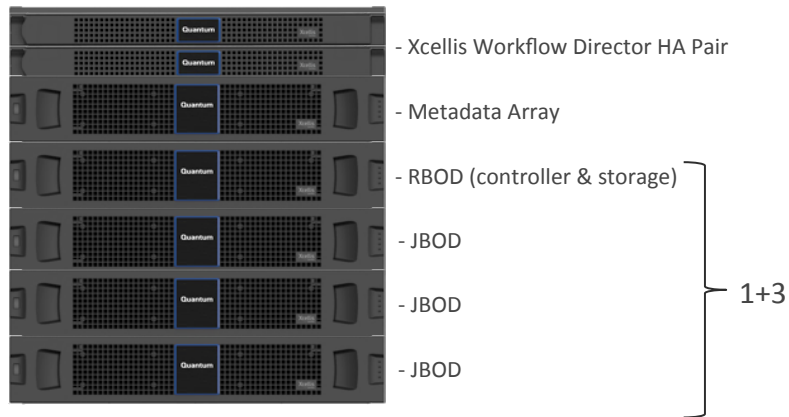 Quantum
- Xcellis Workflow Director HA Pair
Quantum
Quantum
- Metadata Array
Quantum
- RBOD (controller & storage)
Quantum
- JBOD
1+3
Quantum
- JBOD
Quantum
- JBOD